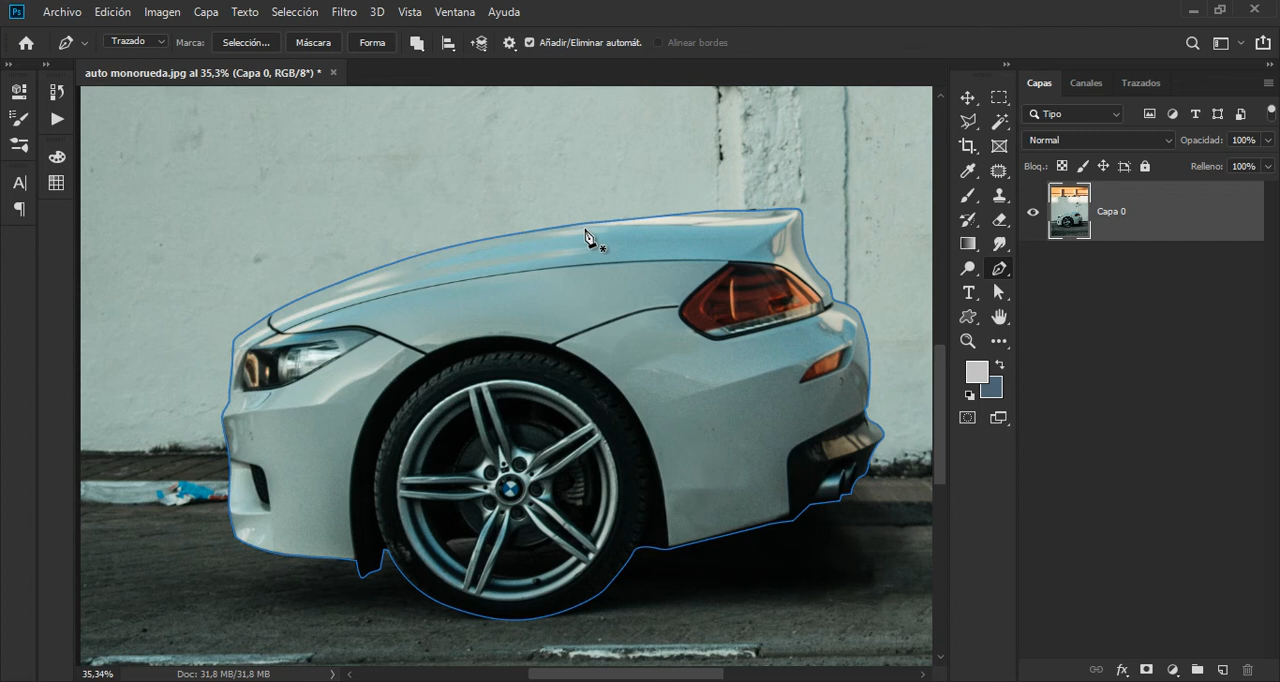 Ps Archivo Edición Imagen Capa Texto Selección Filtro 3D Vista Ventana Ayuda
Trazado Marca: Selección... Máscara Forma Añadir/Eliminar automát. Alinear bordes
auto monorueda.jpg al 35,3% (Capa 0, RGB/8*) * ×
Capas Canales Trazados
Tipo
Normal Opacidad: 100%
Bloq.: Relleno: 100%
Capa 0
35,34% Doc: 31,8 MB/31,8 MB